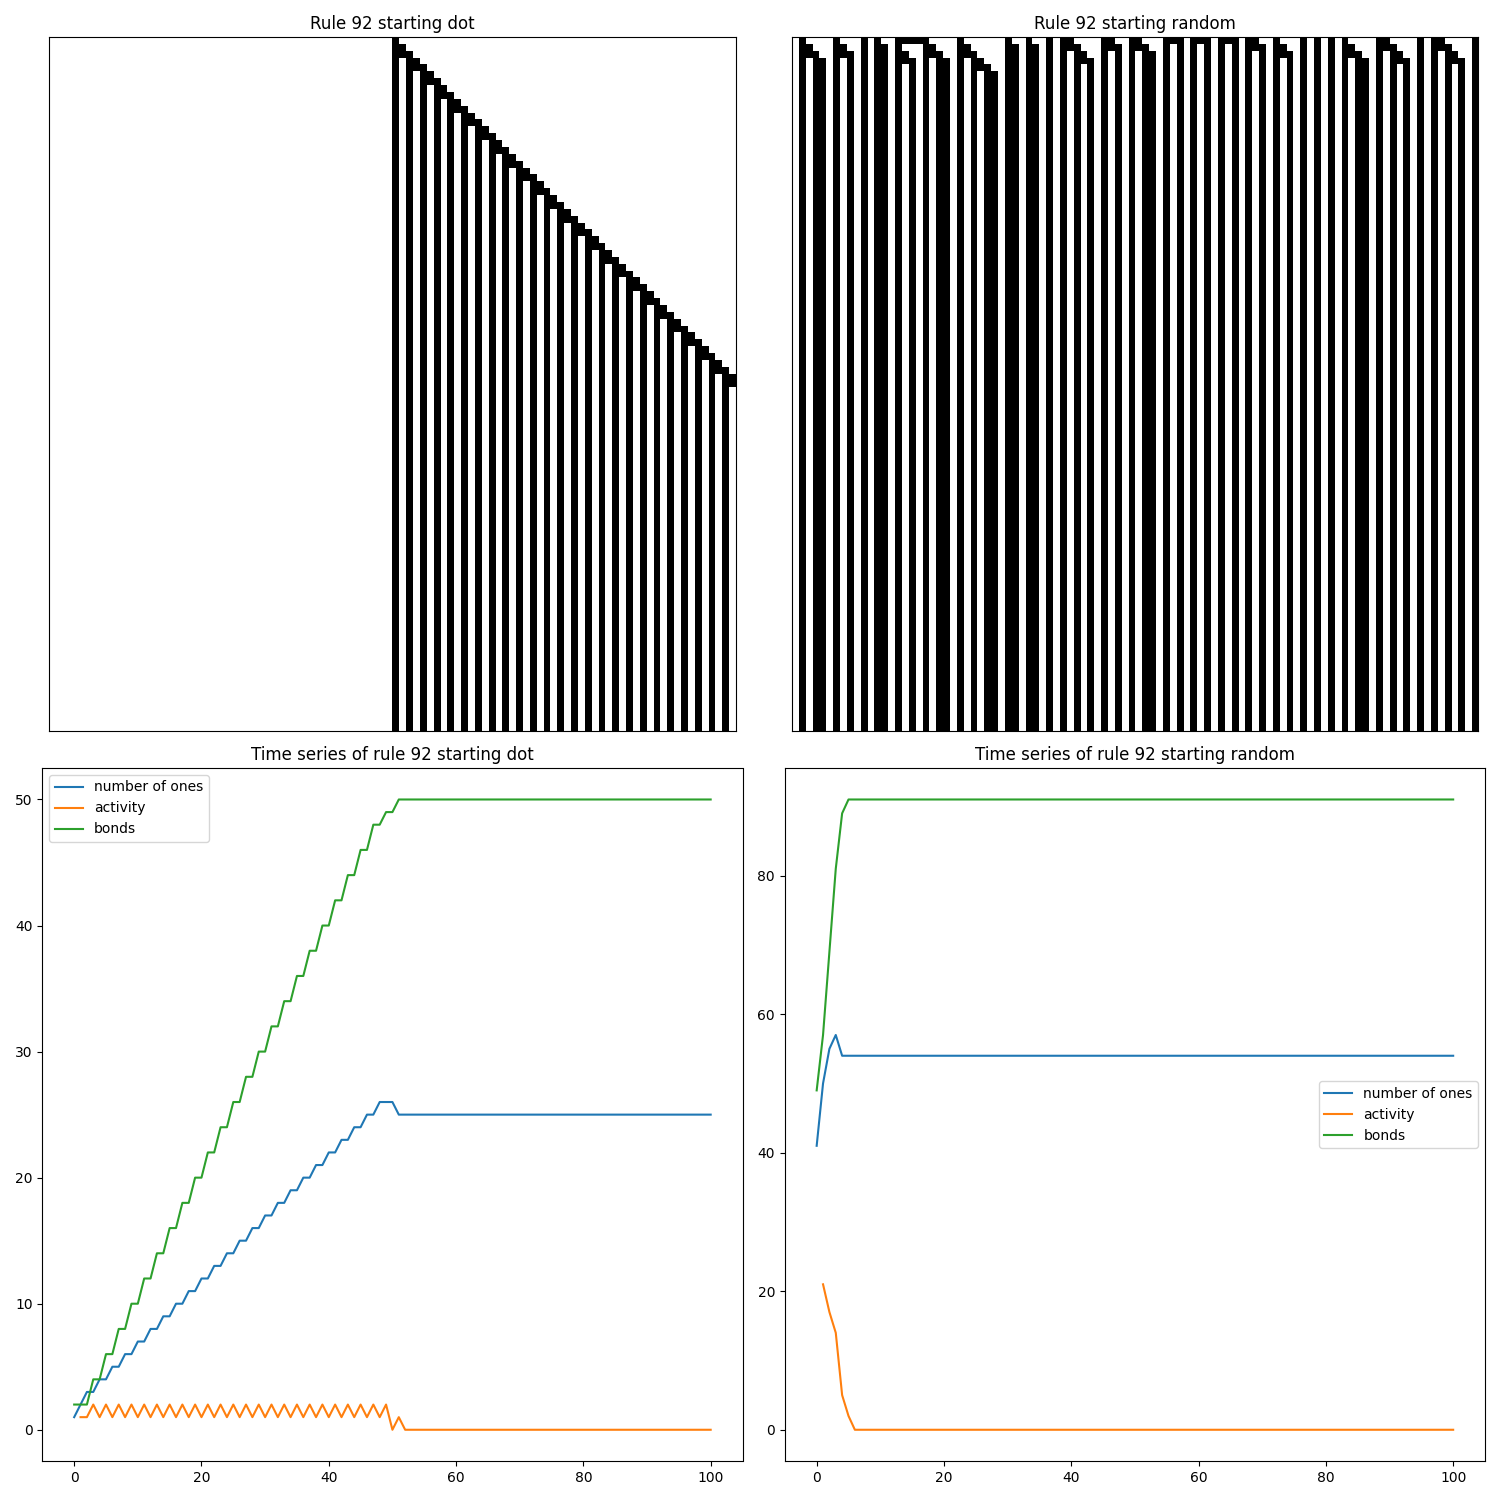 Rule 92 starting dot
Rule 92 starting random
Time series of rule 92 starting dot
number of ones
activity
bonds
50
40
30
20
10
0
0 20 40 60 80 100
Time series of rule 92 starting random
number of ones
activity
bonds
80
60
40
20
0
0 20 40 60 80 100